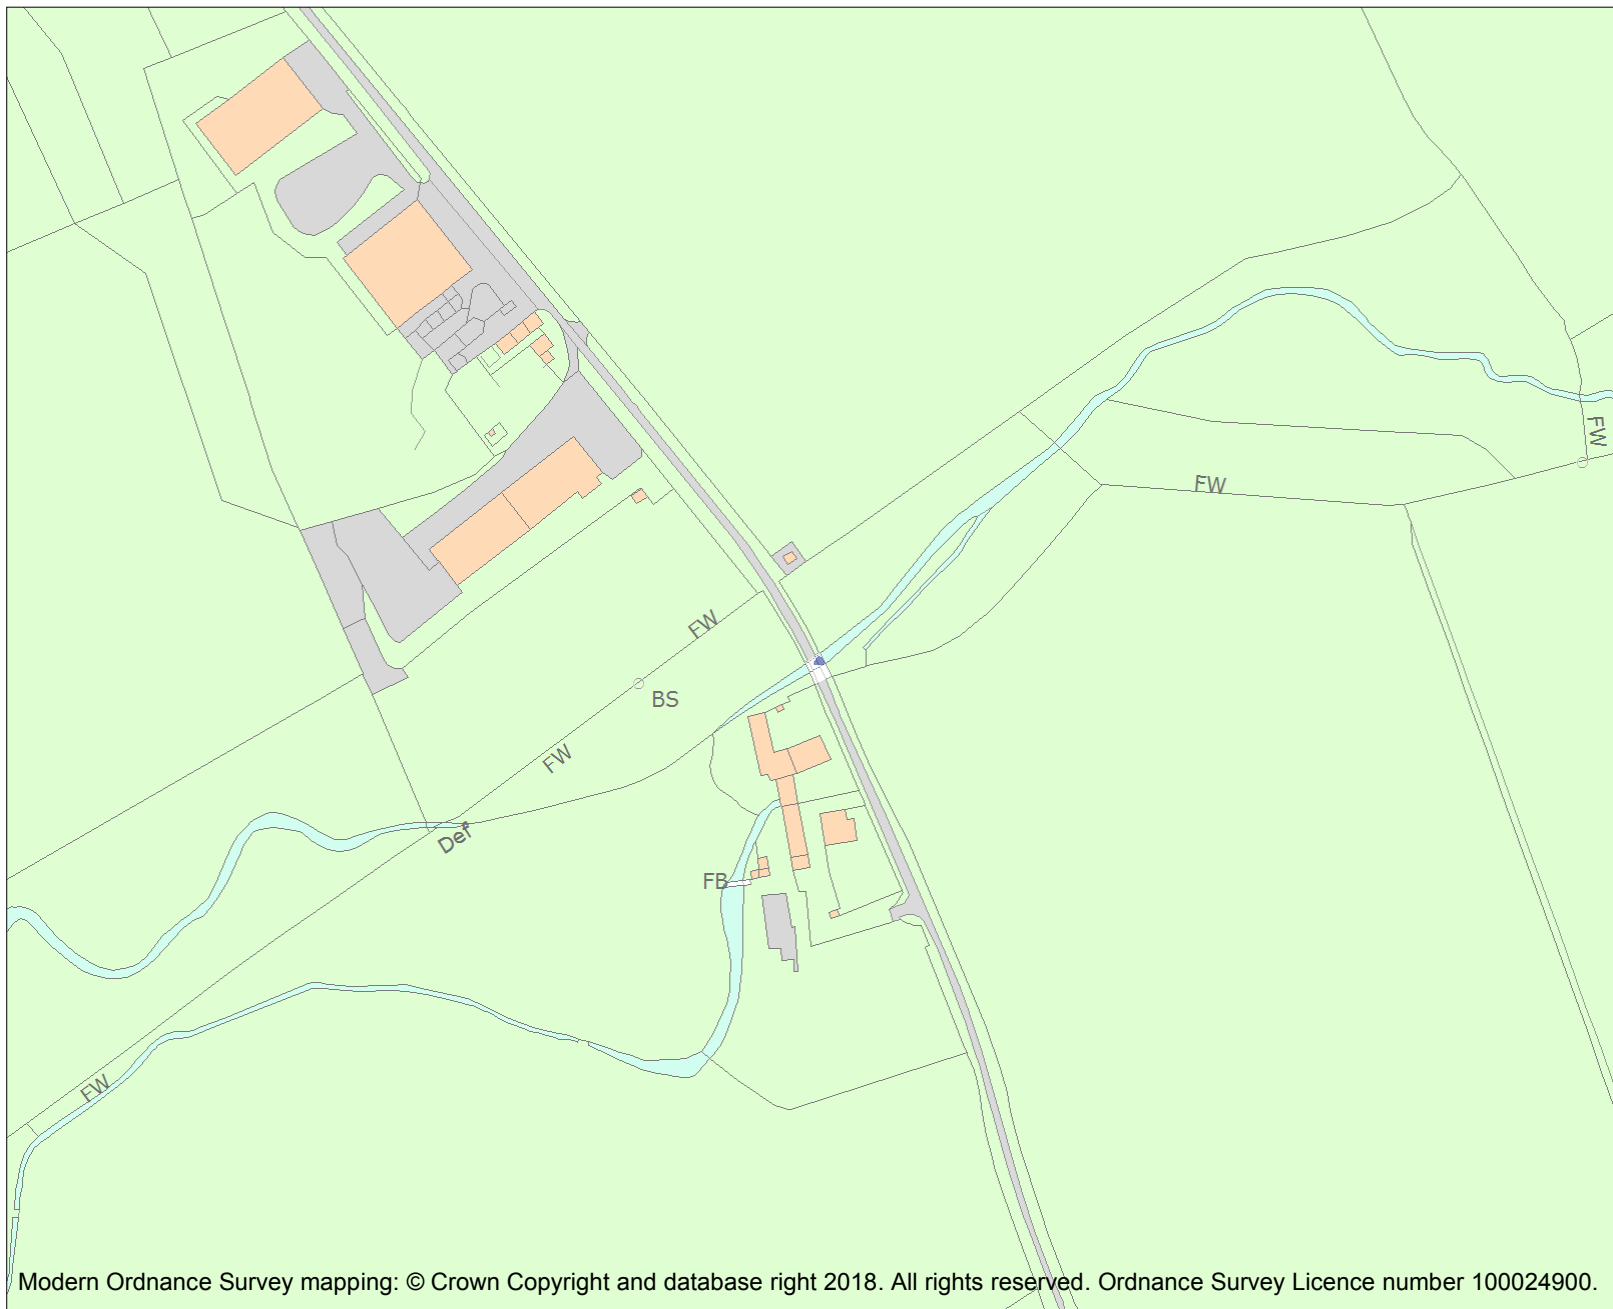 FW
FW
FW
BS
FW
Def
FB
FW
Modern Ordnance Survey mapping: © Crown Copyright and database right 2018. All rights reserved. Ordnance Survey Licence number 100024900.